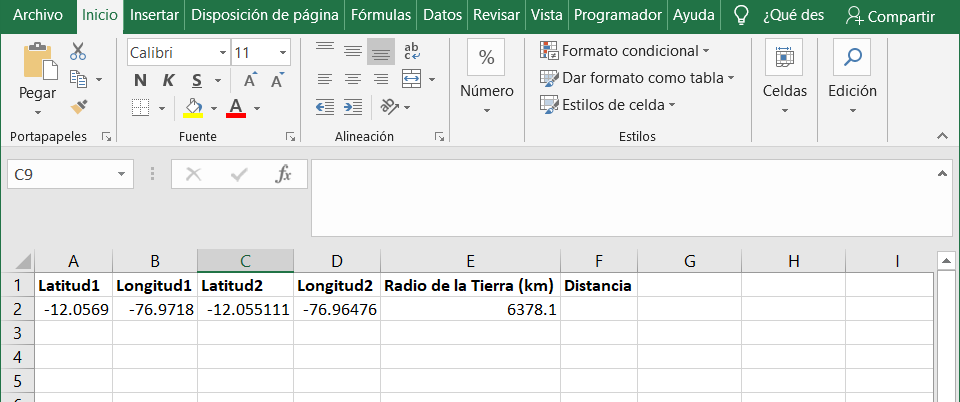 Archivo Inicio Insertar Disposición de página Fórmulas Datos Revisar Vista Programador Ayuda ¿Qué des Compartir
Calibri 11 ab c % Formato condicional
Pegar Dar formato como tabla
N K S A A Número Celdas Edición
A Estilos de celda
Portapapeles Fuente Alineación Estilos
C9 fx
A B C D E F G H I
1 Latitud1 Longitud1 Latitud2 Longitud2 Radio de la Tierra (km) Distancia
2 -12.0569 -76.9718 -12.055111 -76.96476 6378.1
3
4
5
6